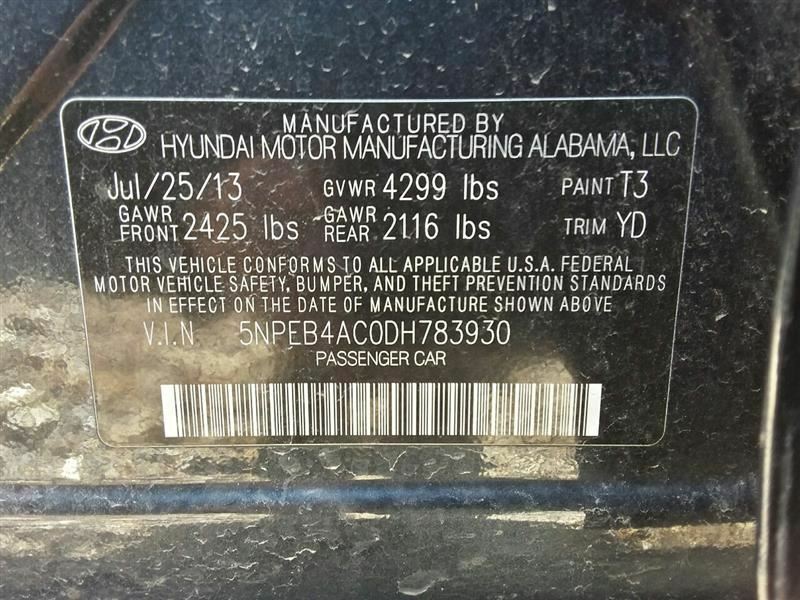 MANUFACTURED BY
HYUNDAI MOTOR MANUFACTURING ALABAMA, LLC
Jul/25/13 GVWR 4299 lbs PAINT T3
GAWR FRONT 2425 lbs GAWR REAR 2116 lbs TRIM YD
THIS VEHICLE CONFORMS TO ALL APPLICABLE U.S.A. FEDERAL
MOTOR VEHICLE SAFETY, BUMPER, AND THEFT PREVENTION STANDARDS
IN EFFECT ON THE DATE OF MANUFACTURE SHOWN ABOVE
V.I.N 5NPEB4AC0DH783930
PASSENGER CAR